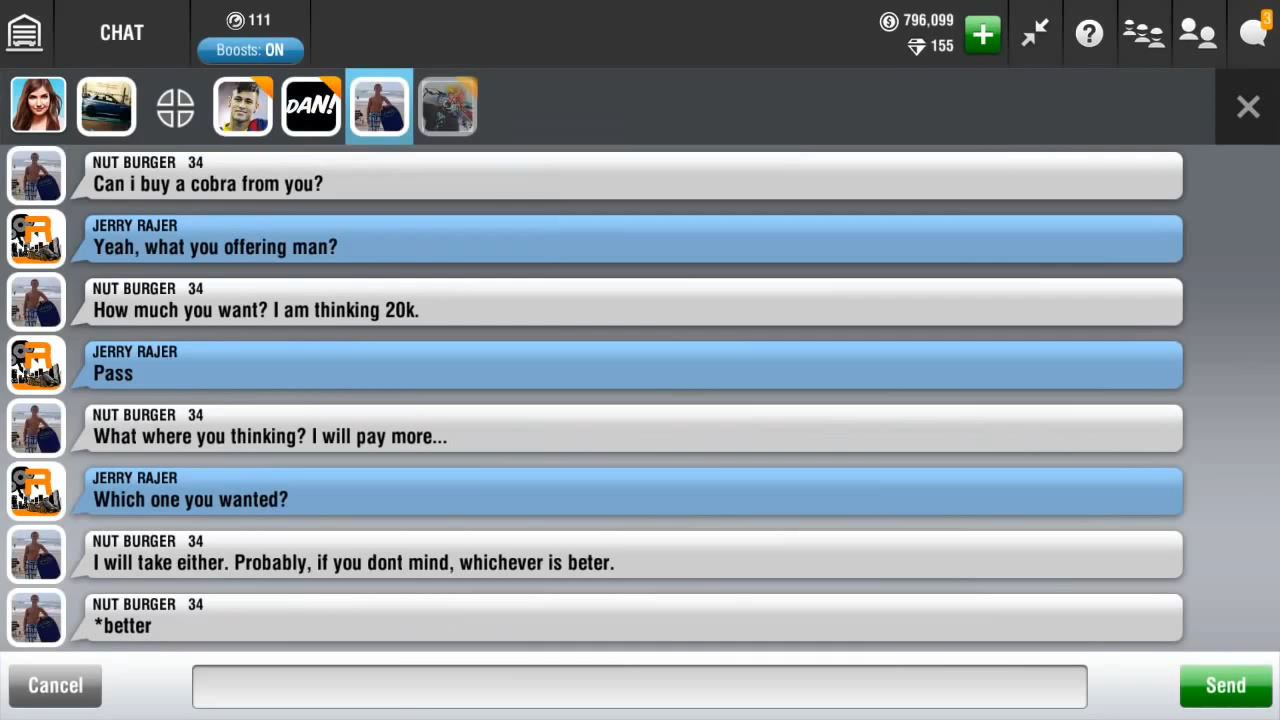 CHAT
111
Boosts: ON
796,099
155
3
DAN!
NUT BURGER 34
Can i buy a cobra from you?
JERRY RAJER
Yeah, what you offering man?
NUT BURGER 34
How much you want? I am thinking 20k.
JERRY RAJER
Pass
NUT BURGER 34
What where you thinking? I will pay more...
JERRY RAJER
Which one you wanted?
NUT BURGER 34
I will take either. Probably, if you dont mind, whichever is beter.
NUT BURGER 34
*better
Cancel
Send